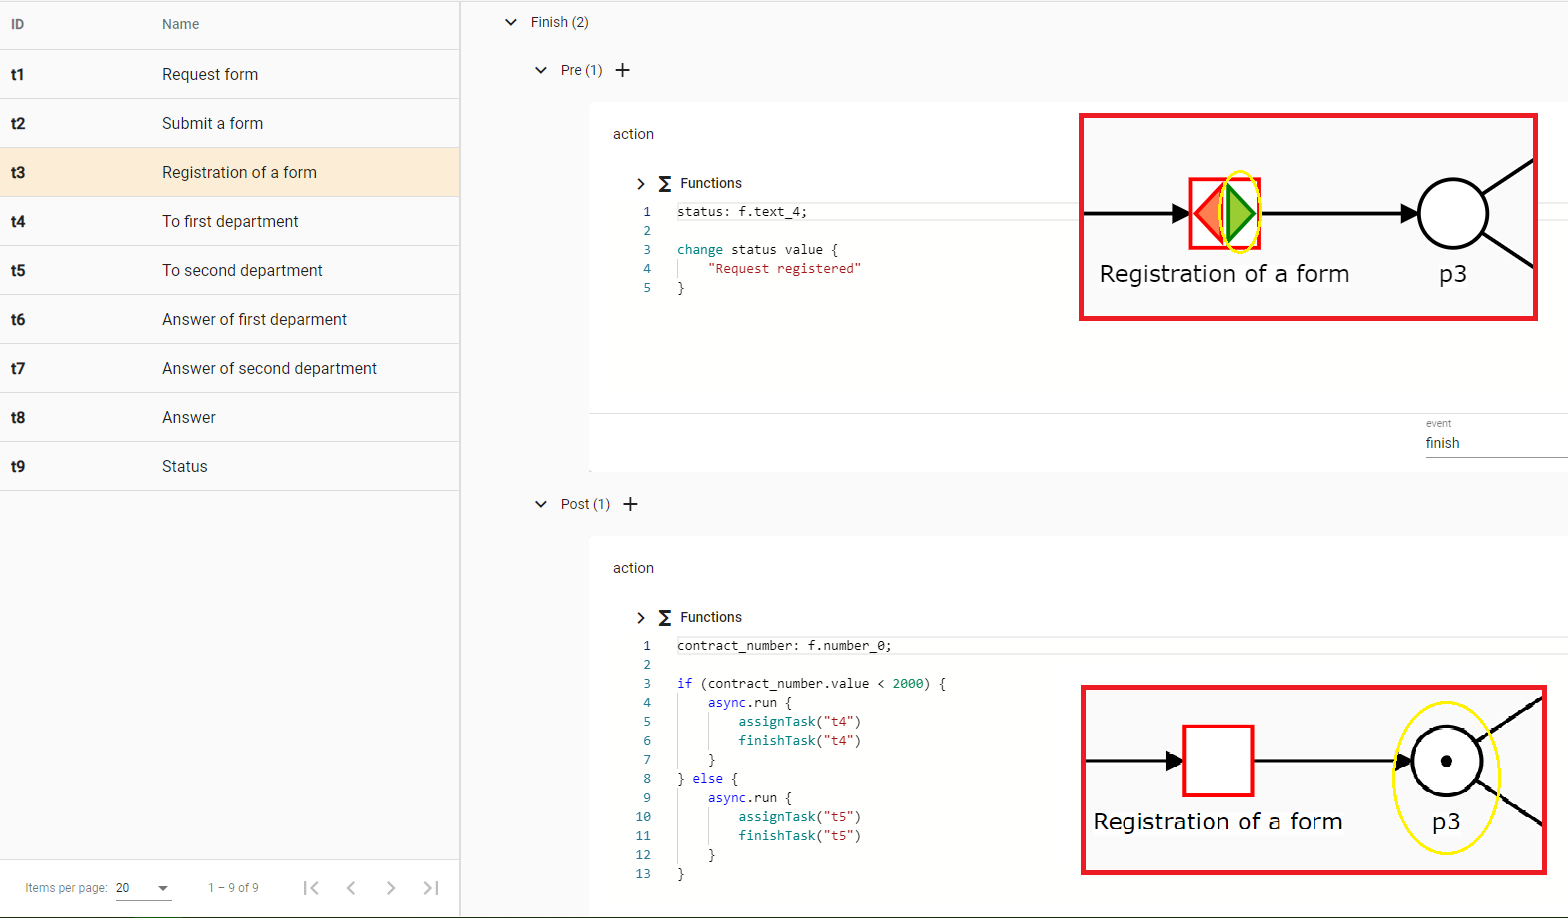 ID Name
t1 Request form
t2 Submit a form
t3 Registration of a form
t4 To first department
t5 To second department
t6 Answer of first deparment
t7 Answer of second department
t8 Answer
t9 Status
Items per page: 20 1 – 9 of 9
Finish (2)
Pre (1)
action
Functions
1 status: f.text_4;
2
3 change status value {
4 "Request registered"
5 }
Registration of a form p3
event
finish
Post (1)
action
Functions
1 contract_number: f.number_0;
2
3 if (contract_number.value < 2000) {
4 async.run {
5 assignTask("t4")
6 finishTask("t4")
7 }
8 } else {
9 async.run {
10 assignTask("t5")
11 finishTask("t5")
12 }
13 }
Registration of a form p3